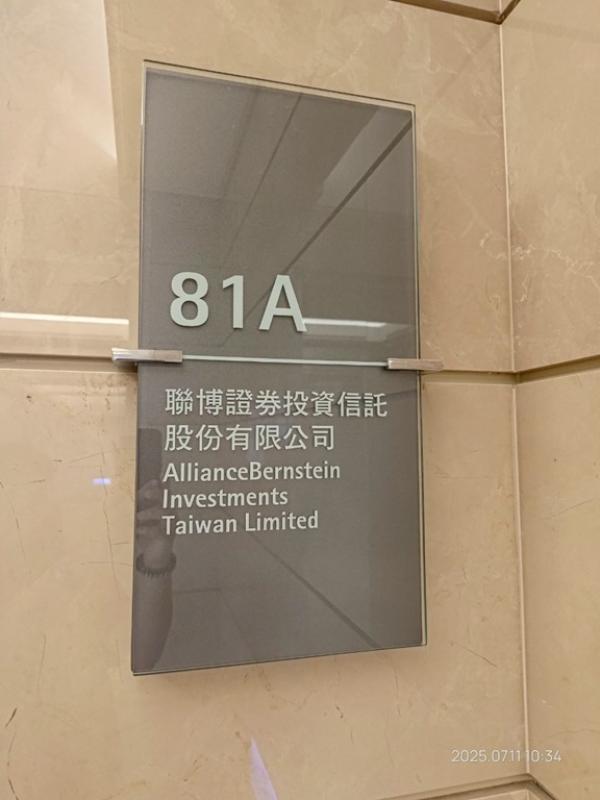 81A
聯博證券投資信託
股份有限公司
AllianceBernstein
Investments
Taiwan Limited
2025.07.11 10:34